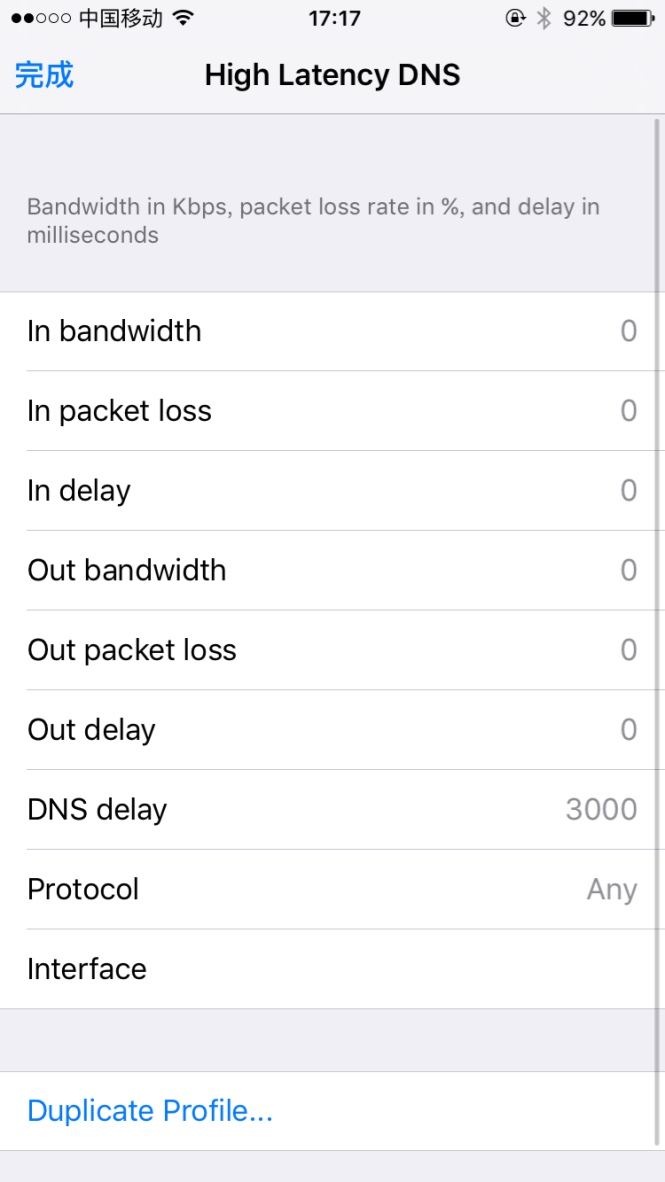 中国移动 17:17 92%
完成 High Latency DNS
Bandwidth in Kbps, packet loss rate in %, and delay in
milliseconds
In bandwidth 0
In packet loss 0
In delay 0
Out bandwidth 0
Out packet loss 0
Out delay 0
DNS delay 3000
Protocol Any
Interface
Duplicate Profile...